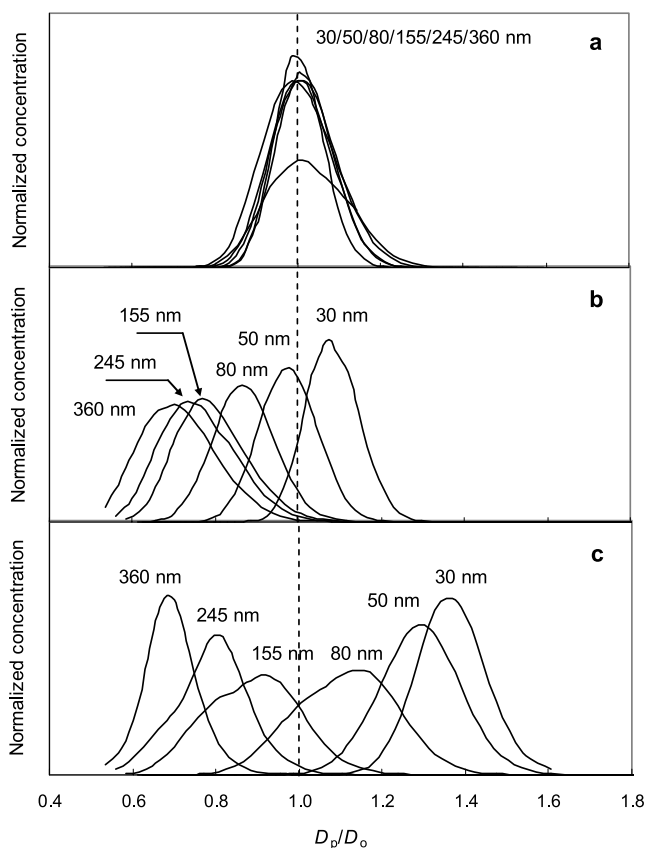 30/50/80/155/245/360 nm
a
Normalized concentration
b
155 nm
30 nm
50 nm
245 nm
80 nm
360 nm
Normalized concentration
c
360 nm
30 nm
50 nm
245 nm
155 nm
80 nm
Normalized concentration
0.4
0.6
0.8
1.0
1.2
1.4
1.6
1.8
Dp/Do